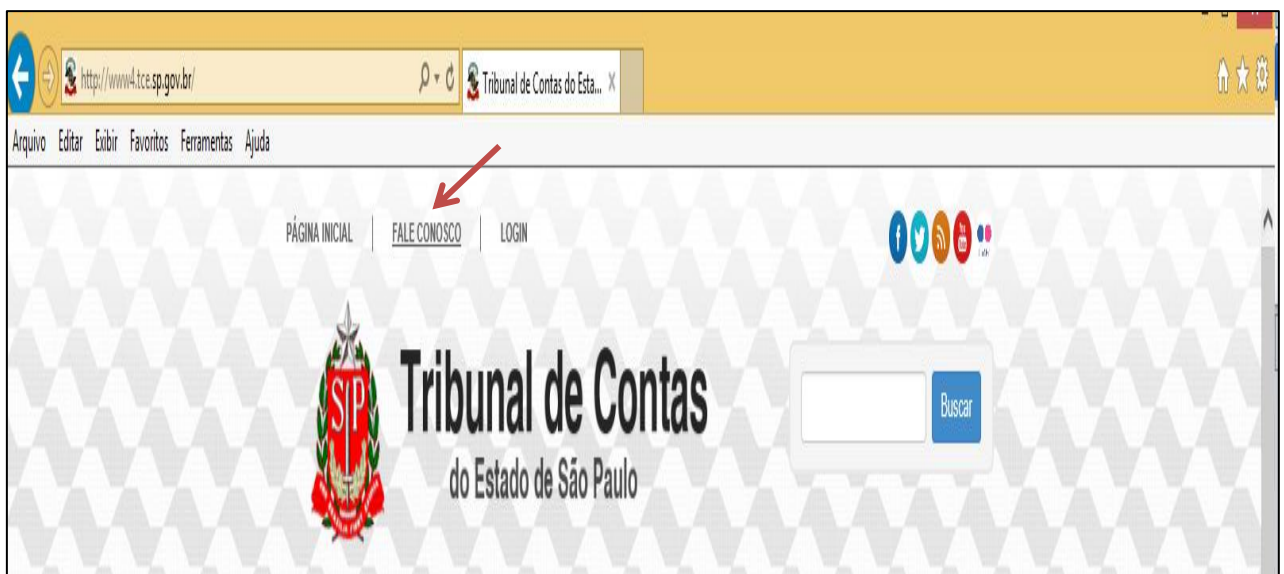 http://www4.tce.sp.gov.br/
Tribunal de Contas do Esta...
Arquivo Editar Exibir Favoritos Ferramentas Ajuda
PÁGINA INICIAL FALE CONOSCO LOGIN
SP
Tribunal de Contas
do Estado de São Paulo
Buscar